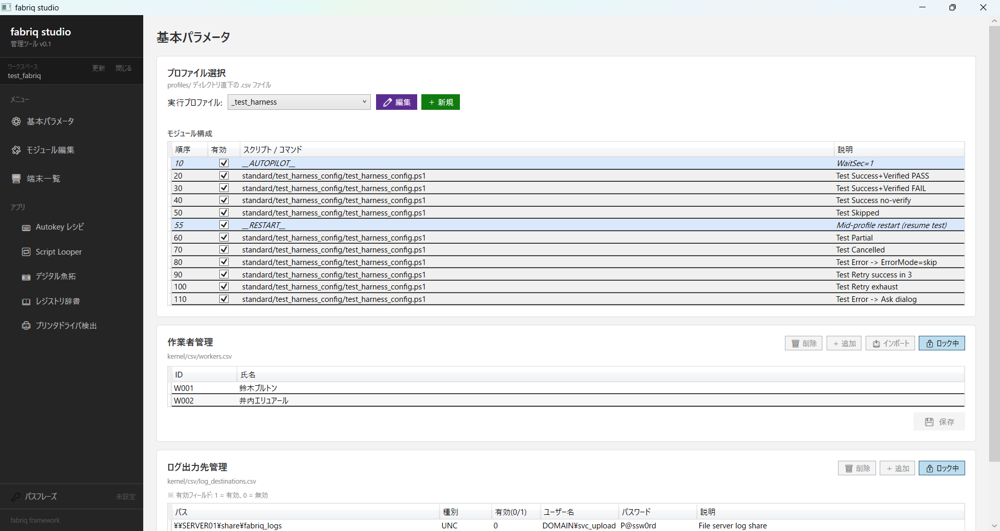 fabriq studio
fabriq studio
管理ツール v0.1
ワークスペース
更新 閉じる
test_fabriq
メニュー
基本パラメータ
モジュール編集
端末一覧
アプリ
Autokey レシピ
Script Looper
デジタル魚拓
レジストリ辞書
プリンタドライバ検出
パスフレーズ 未設定
fabriq framework
基本パラメータ
プロファイル選択
profiles/ ディレクトリ直下の .csv ファイル
実行プロファイル: _test_harness 編集 + 新規
モジュール構成
順序 有効 スクリプト / コマンド 説明
10 __AUTOPILOT__ WaitSec=1
20 standard/test_harness_config/test_harness_config.ps1 Test Success+Verified PASS
30 standard/test_harness_config/test_harness_config.ps1 Test Success+Verified FAIL
40 standard/test_harness_config/test_harness_config.ps1 Test Success no-verify
50 standard/test_harness_config/test_harness_config.ps1 Test Skipped
55 __RESTART__ Mid-profile restart (resume test)
60 standard/test_harness_config/test_harness_config.ps1 Test Partial
70 standard/test_harness_config/test_harness_config.ps1 Test Cancelled
80 standard/test_harness_config/test_harness_config.ps1 Test Error -> ErrorMode=skip
90 standard/test_harness_config/test_harness_config.ps1 Test Retry success in 3
100 standard/test_harness_config/test_harness_config.ps1 Test Retry exhaust
110 standard/test_harness_config/test_harness_config.ps1 Test Error -> Ask dialog
作業者管理
削除 + 追加 インポート ロック中
kernel/csv/workers.csv
ID 氏名
W001 鈴木ブルトン
W002 井内エリュアール
保存
ログ出力先管理
削除 + 追加 ロック中
kernel/csv/log_destinations.csv
※ 有効フィールド: 1 = 有効、0 = 無効
パス 種別 有効(0/1) ユーザー名 パスワード 説明
¥¥SERVER01¥share¥fabriq_logs UNC 0 DOMAIN¥svc_upload P@ssw0rd File server log share